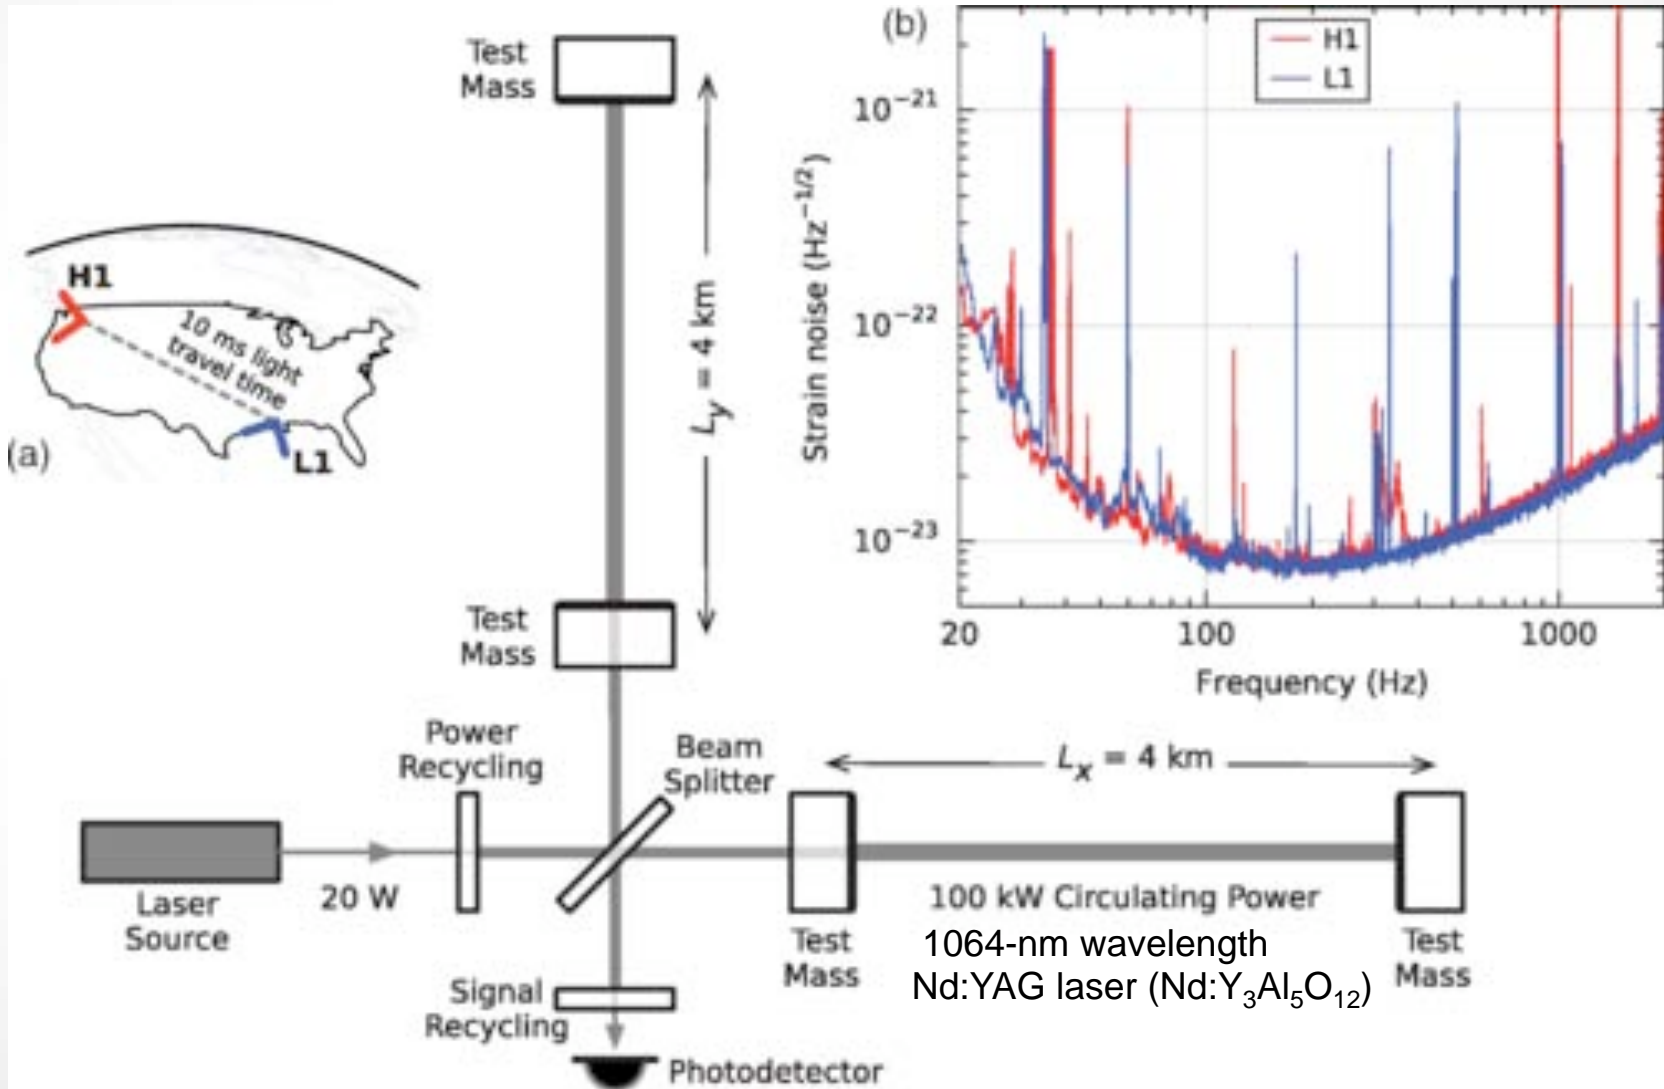 (a)
H1
10 ms light
travel time
L1
Test
Mass
L_y = 4 km
Test
Mass
(b)
H1
L1
Strain noise (Hz^{-1/2})
10^{-21}
10^{-22}
10^{-23}
20
100
1000
Frequency (Hz)
Power
Recycling
Beam
Splitter
L_x = 4 km
Laser
Source
20 W
100 kW Circulating Power
1064-nm wavelength
Nd:YAG laser (Nd:Y₃Al₅O₁₂)
Test
Mass
Test
Mass
Signal
Recycling
Photodetector